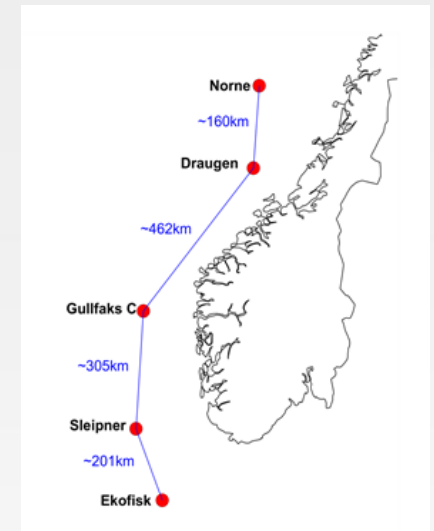 Norne
~160km
Draugen
~462km
Gullfaks C
~305km
Sleipner
~201km
Ekofisk